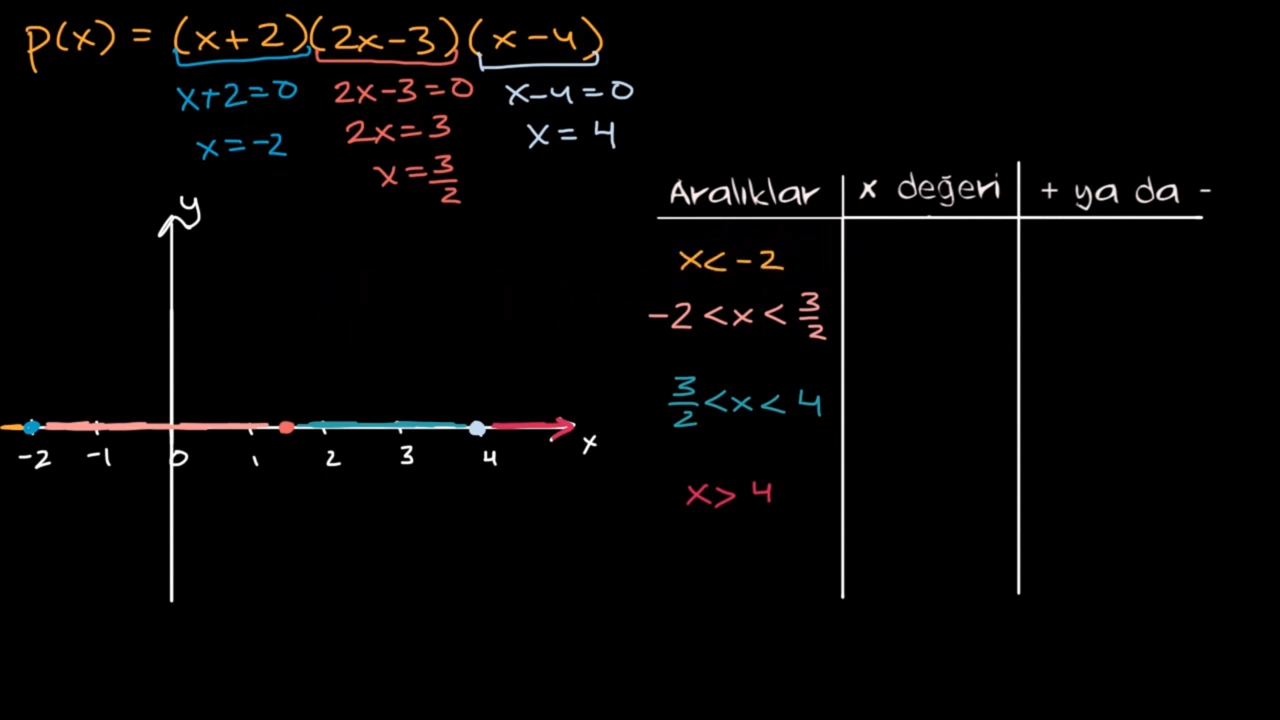 p(x) = (x+2)(2x-3)(x-4)
x+2=0 2x-3=0 x-4=0
x=-2 2x=3 x=4
x=3/2
y
-2 -1 0 1 2 3 4 x
Aralıklar x değeri + ya da -
x<-2
-2<x<3/2
3/2<x<4
x>4